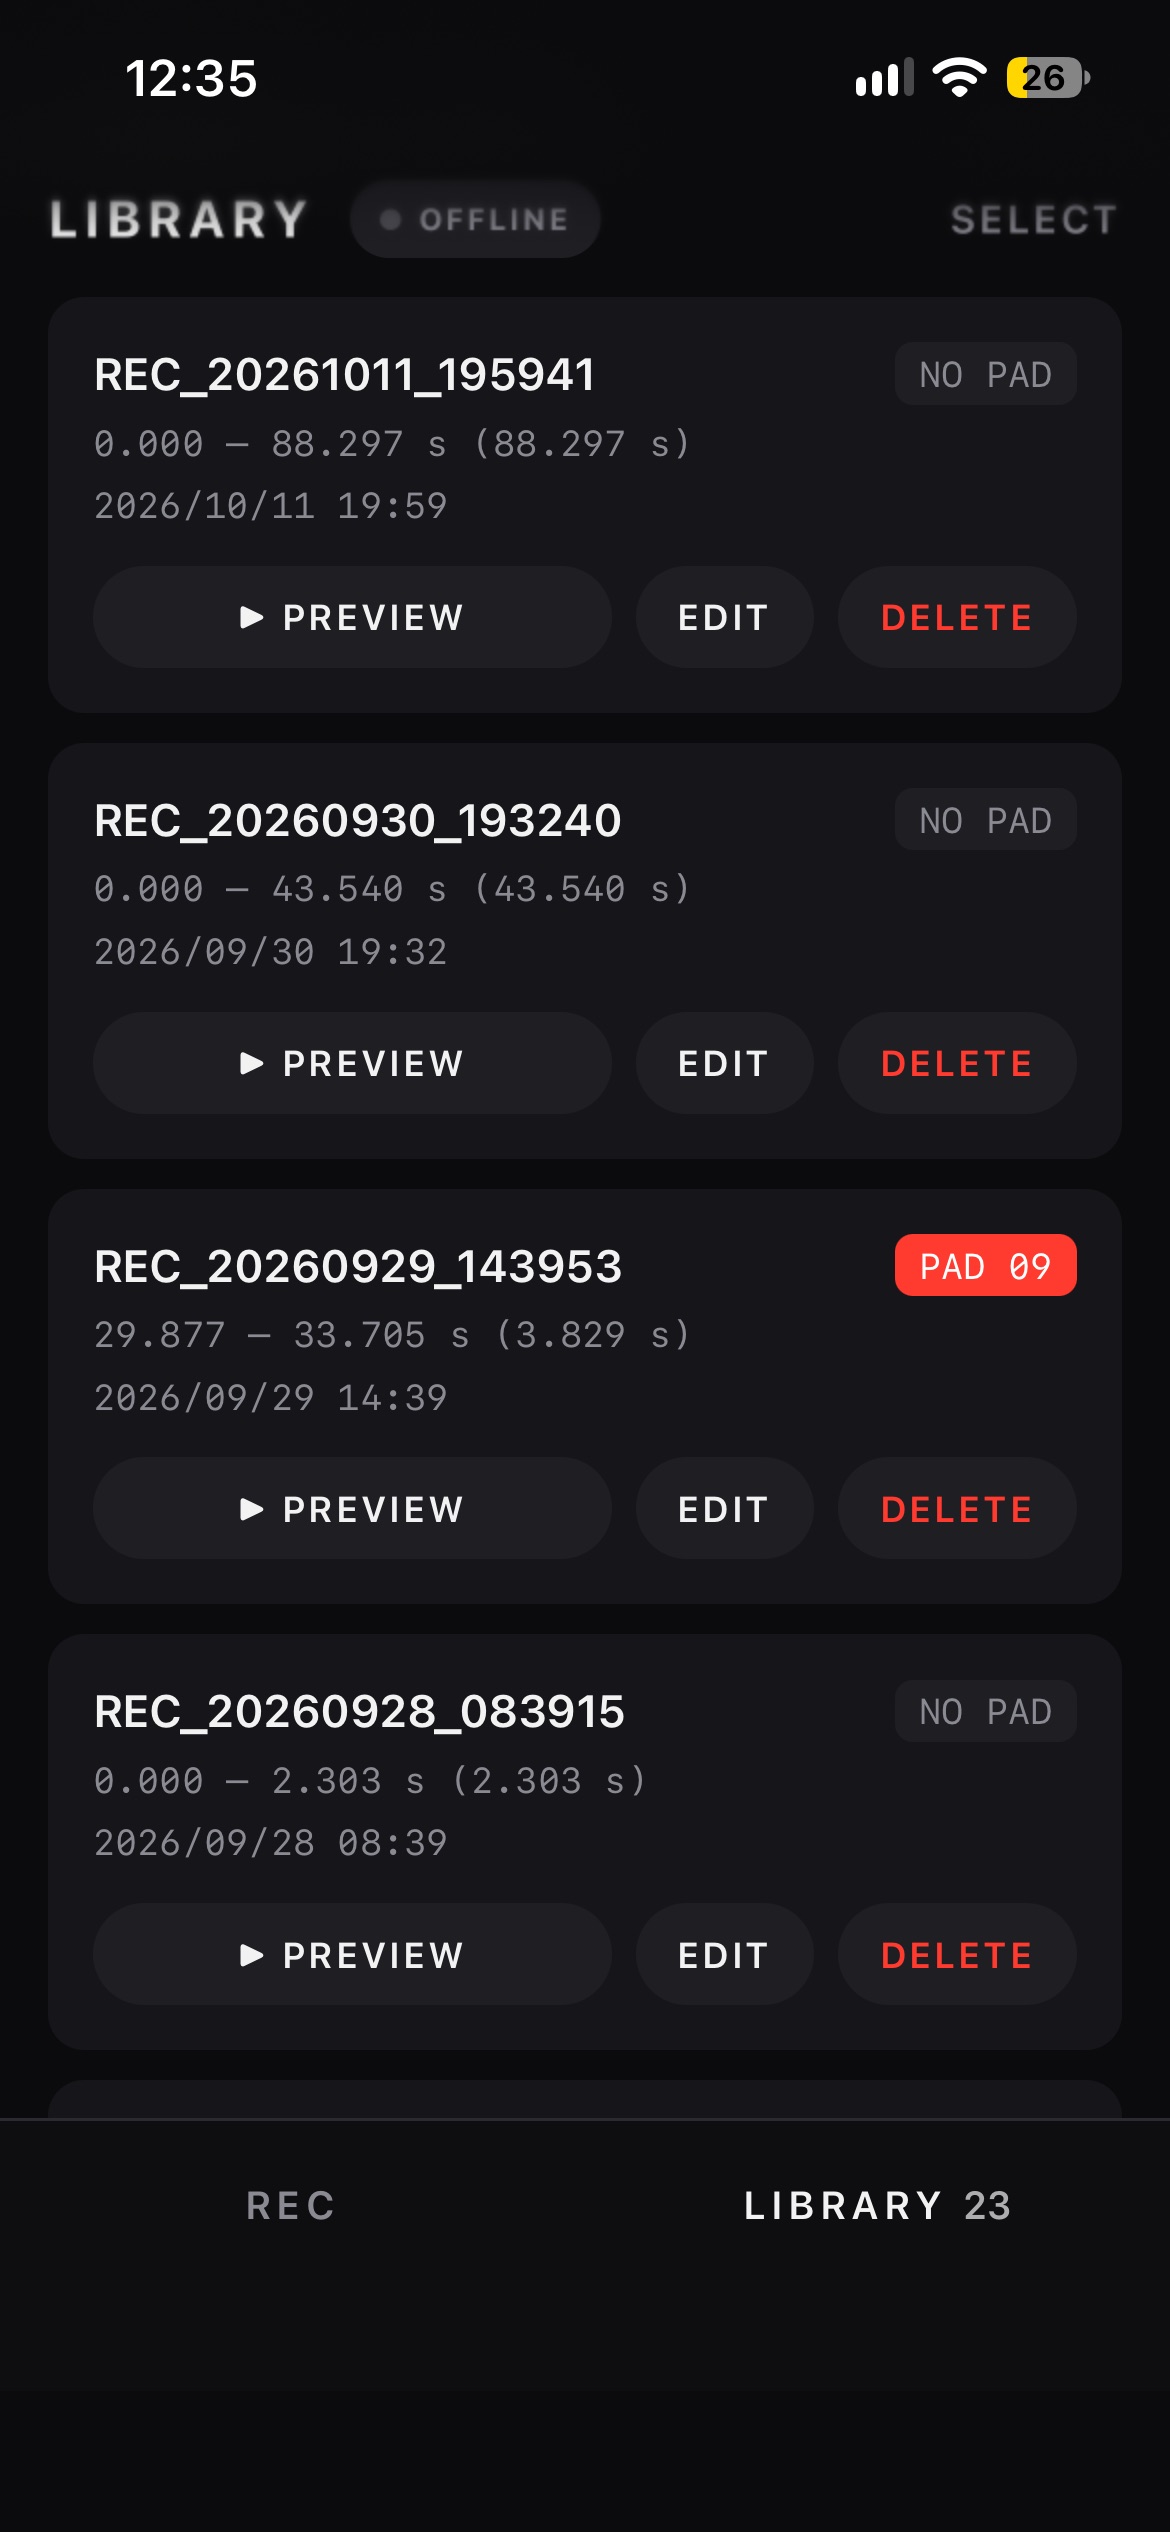 12:35
26
LIBRARY OFFLINE SELECT
REC_20261011_195941 NO PAD
0.000 — 88.297 s (88.297 s)
2026/10/11 19:59
PREVIEW EDIT DELETE
REC_20260930_193240 NO PAD
0.000 — 43.540 s (43.540 s)
2026/09/30 19:32
PREVIEW EDIT DELETE
REC_20260929_143953 PAD 09
29.877 — 33.705 s (3.829 s)
2026/09/29 14:39
PREVIEW EDIT DELETE
REC_20260928_083915 NO PAD
0.000 — 2.303 s (2.303 s)
2026/09/28 08:39
PREVIEW EDIT DELETE
REC LIBRARY 23